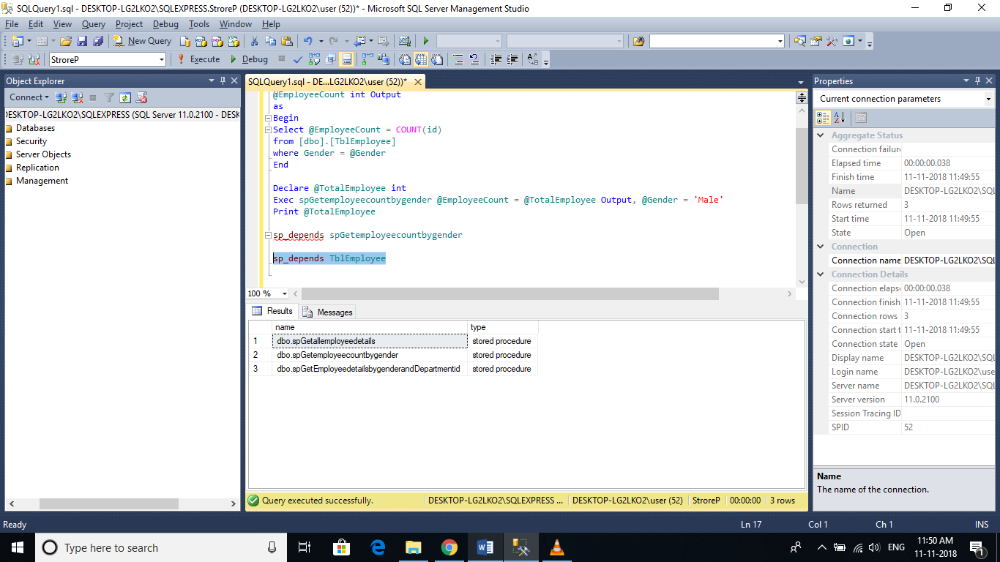 SQLQuery1.sql - DESKTOP-LG2LKO2\SQLEXPRESS.StroreP (DESKTOP-LG2LKO2\user (52))* - Microsoft SQL Server Management Studio
File Edit View Query Project Debug Tools Window Help
New Query
StroreP
Execute Debug
Object Explorer
Connect
DESKTOP-LG2LKO2\SQLEXPRESS (SQL Server 11.0.2100 - DESK
Databases
Security
Server Objects
Replication
Management
SQLQuery1.sql - DE...LG2LKO2\user (52))*
@EmployeeCount int Output
as
Begin
Select @EmployeeCount = COUNT(id)
from [dbo].[TblEmployee]
where Gender = @Gender
End
Declare @TotalEmployee int
Exec spGetemployeecountbygender @EmployeeCount = @TotalEmployee Output, @Gender = 'Male'
Print @TotalEmployee
sp_depends spGetemployeecountbygender
sp_depends TblEmployee
100 %
Results Messages
name type
1 dbo.spGetallemployeedetails stored procedure
2 dbo.spGetemployeecountbygender stored procedure
3 dbo.spGetEmployeedetailsbygenderandDepartmentid stored procedure
Query executed successfully. DESKTOP-LG2LKO2\SQLEXPRESS ... DESKTOP-LG2LKO2\user (52) StroreP 00:00:00 3 rows
Properties
Current connection parameters
Aggregate Status
Connection failure
Elapsed time 00:00:00.038
Finish time 11-11-2018 11:49:55
Name DESKTOP-LG2LKO2\SQL
Rows returned 3
Start time 11-11-2018 11:49:55
State Open
Connection
Connection name DESKTOP-LG2LKO2\SQL
Connection Details
Connection elapse 00:00:00.038
Connection finish 11-11-2018 11:49:55
Connection rows 3
Connection start t 11-11-2018 11:49:55
Connection state Open
Display name DESKTOP-LG2LKO2\SQL
Login name DESKTOP-LG2LKO2\use
Server name DESKTOP-LG2LKO2\SQL
Server version 11.0.2100
Session Tracing ID
SPID 52
Name
The name of the connection.
Ready Ln 17 Col 1 Ch 1 INS
Type here to search
ENG
11:50 AM
11-11-2018
1